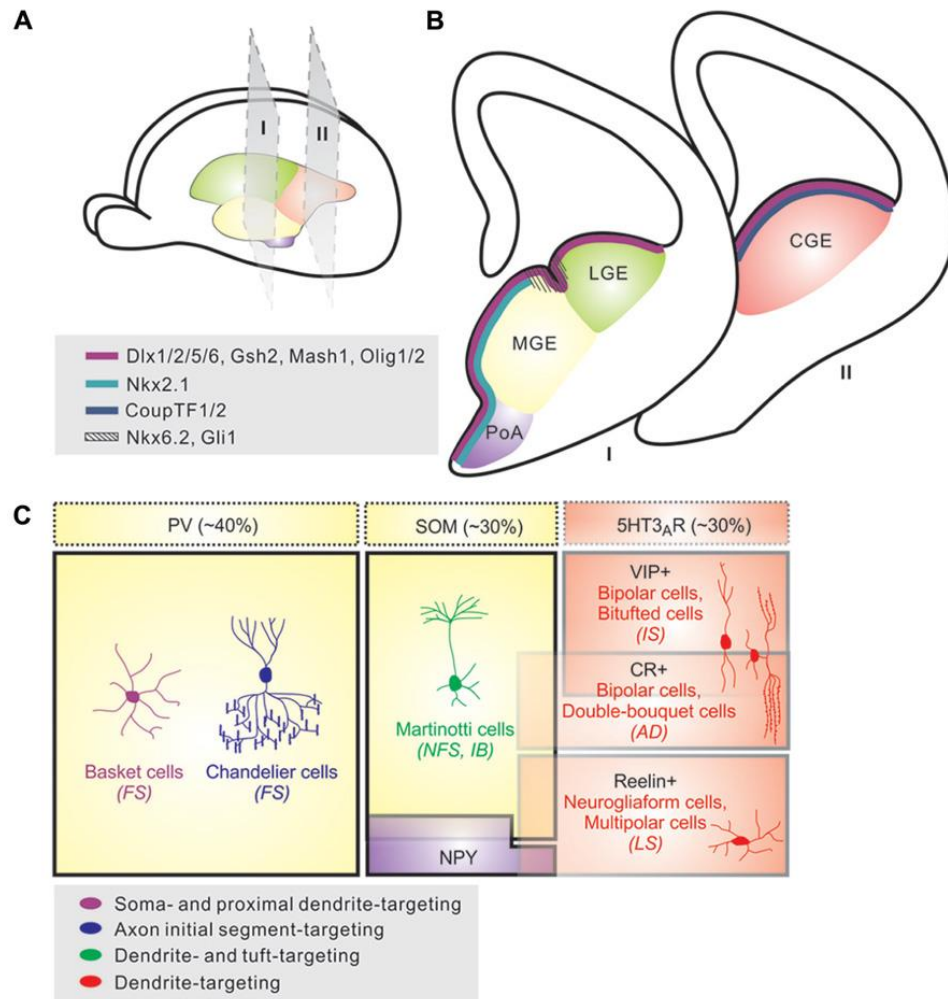 A
I
II
Dlx1/2/5/6, Gsh2, Mash1, Olig1/2
Nkx2.1
CoupTF1/2
Nkx6.2, Gli1
B
LGE
MGE
PoA
I
CGE
II
C
PV (~40%)
SOM (~30%)
5HT3AR (~30%)
Basket cells
(FS)
Chandelier cells
(FS)
Martinotti cells
(NFS, IB)
NPY
VIP+
Bipolar cells,
Bitufted cells
(IS)
CR+
Bipolar cells,
Double-bouquet cells
(AD)
Reelin+
Neurogliaform cells,
Multipolar cells
(LS)
Soma- and proximal dendrite-targeting
Axon initial segment-targeting
Dendrite- and tuft-targeting
Dendrite-targeting